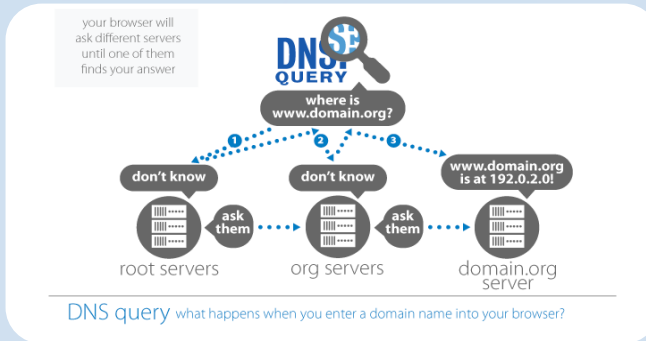 your browser will
ask different servers
until one of them
finds your answer
DNS
QUERY
where is
www.domain.org?
1
2
3
don't know
don't know
www.domain.org
is at 192.0.2.0!
ask
them
ask
them
root servers
org servers
domain.org
server
DNS query what happens when you enter a domain name into your browser?